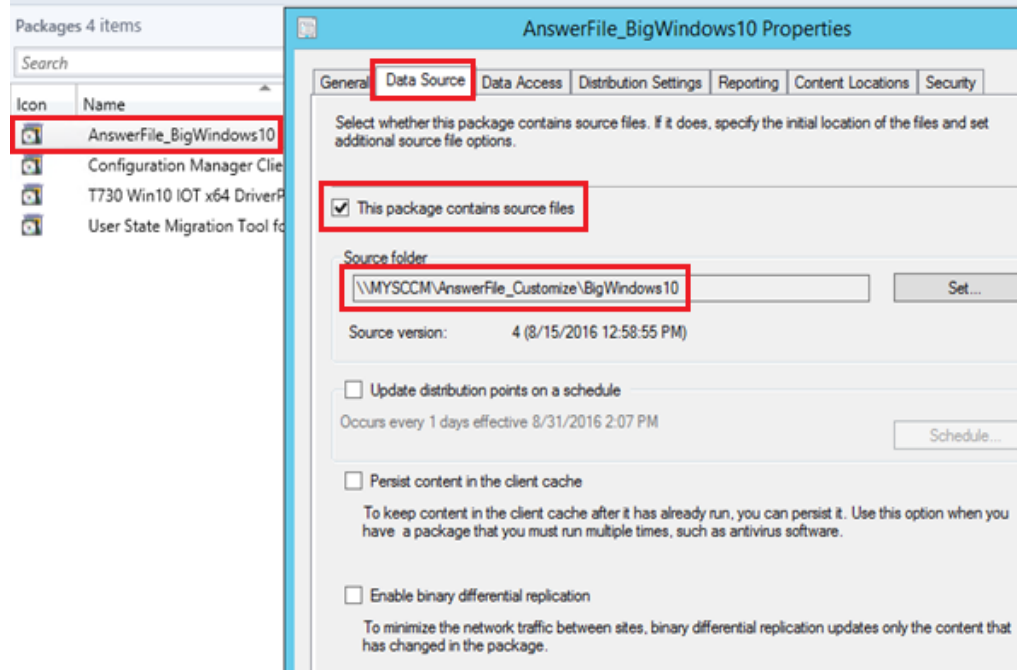 Packages 4 items
Search
Icon Name
AnswerFile_BigWindows10
Configuration Manager Clie
T730 Win10 IOT x64 DriverP
User State Migration Tool fo
AnswerFile_BigWindows10 Properties
General Data Source Data Access Distribution Settings Reporting Content Locations Security
Select whether this package contains source files. If it does, specify the initial location of the files and set
additional source file options.
This package contains source files
Source folder
\\MYSCCM\AnswerFile_Customize\BigWindows10
Set...
Source version: 4 (8/15/2016 12:58:55 PM)
Update distribution points on a schedule
Occurs every 1 days effective 8/31/2016 2:07 PM
Schedule...
Persist content in the client cache
To keep content in the client cache after it has already run, you can persist it. Use this option when you
have a package that you must run multiple times, such as antivirus software.
Enable binary differential replication
To minimize the network traffic between sites, binary differential replication updates only the content that
has changed in the package.